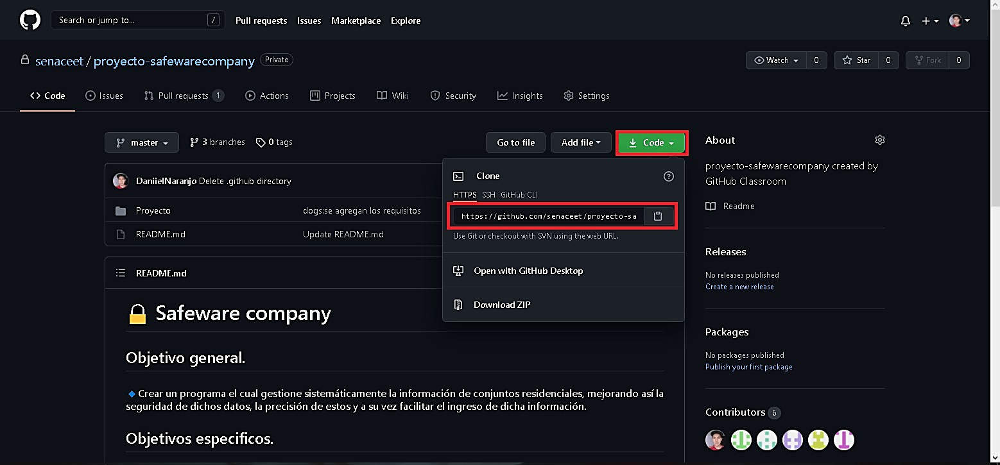 Search or jump to... /
Pull requests Issues Marketplace Explore
senaceet / proyecto-safewarecompany Private
Watch 0 Star 0 Fork 0
Code Issues Pull requests 1 Actions Projects Wiki Security Insights Settings
master 3 branches 0 tags
Go to file Add file Code
DaniielNaranjo Delete .github directory
Proyecto dogs:se agregan los requisitos
README.md Update README.md
Clone
HTTPS SSH GitHub CLI
https://github.com/senaceet/proyecto-sa
Use Git or checkout with SVN using the web URL.
Open with GitHub Desktop
Download ZIP
README.md
Safeware company
Objetivo general.
Crear un programa el cual gestione sistemáticamente la información de conjuntos residenciales, mejorando así la
seguridad de dichos datos, la precisión de estos y a su vez facilitar el ingreso de dicha información.
Objetivos especificos.
About
proyecto-safewarecompany created by
GitHub Classroom
Readme
Releases
No releases published
Create a new release
Packages
No packages published
Publish your first package
Contributors 6